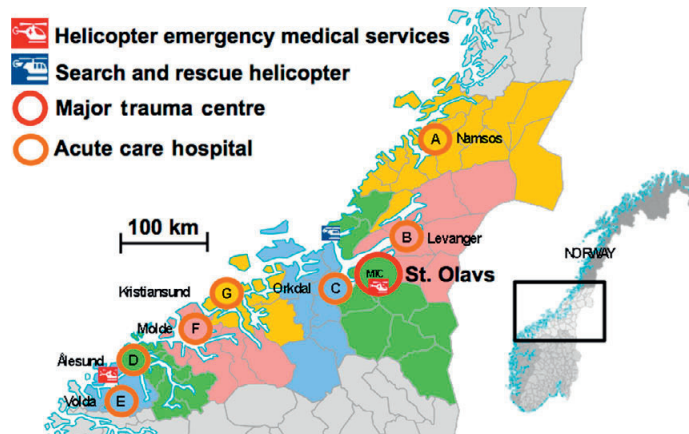 Helicopter emergency medical services
Search and rescue helicopter
Major trauma centre
Acute care hospital
A Namsos
100 km
B Levanger
NORWAY
MTC St. Olavs
Orkdal C
Kristiansund G
Molde F
Ålesund D
Volda E